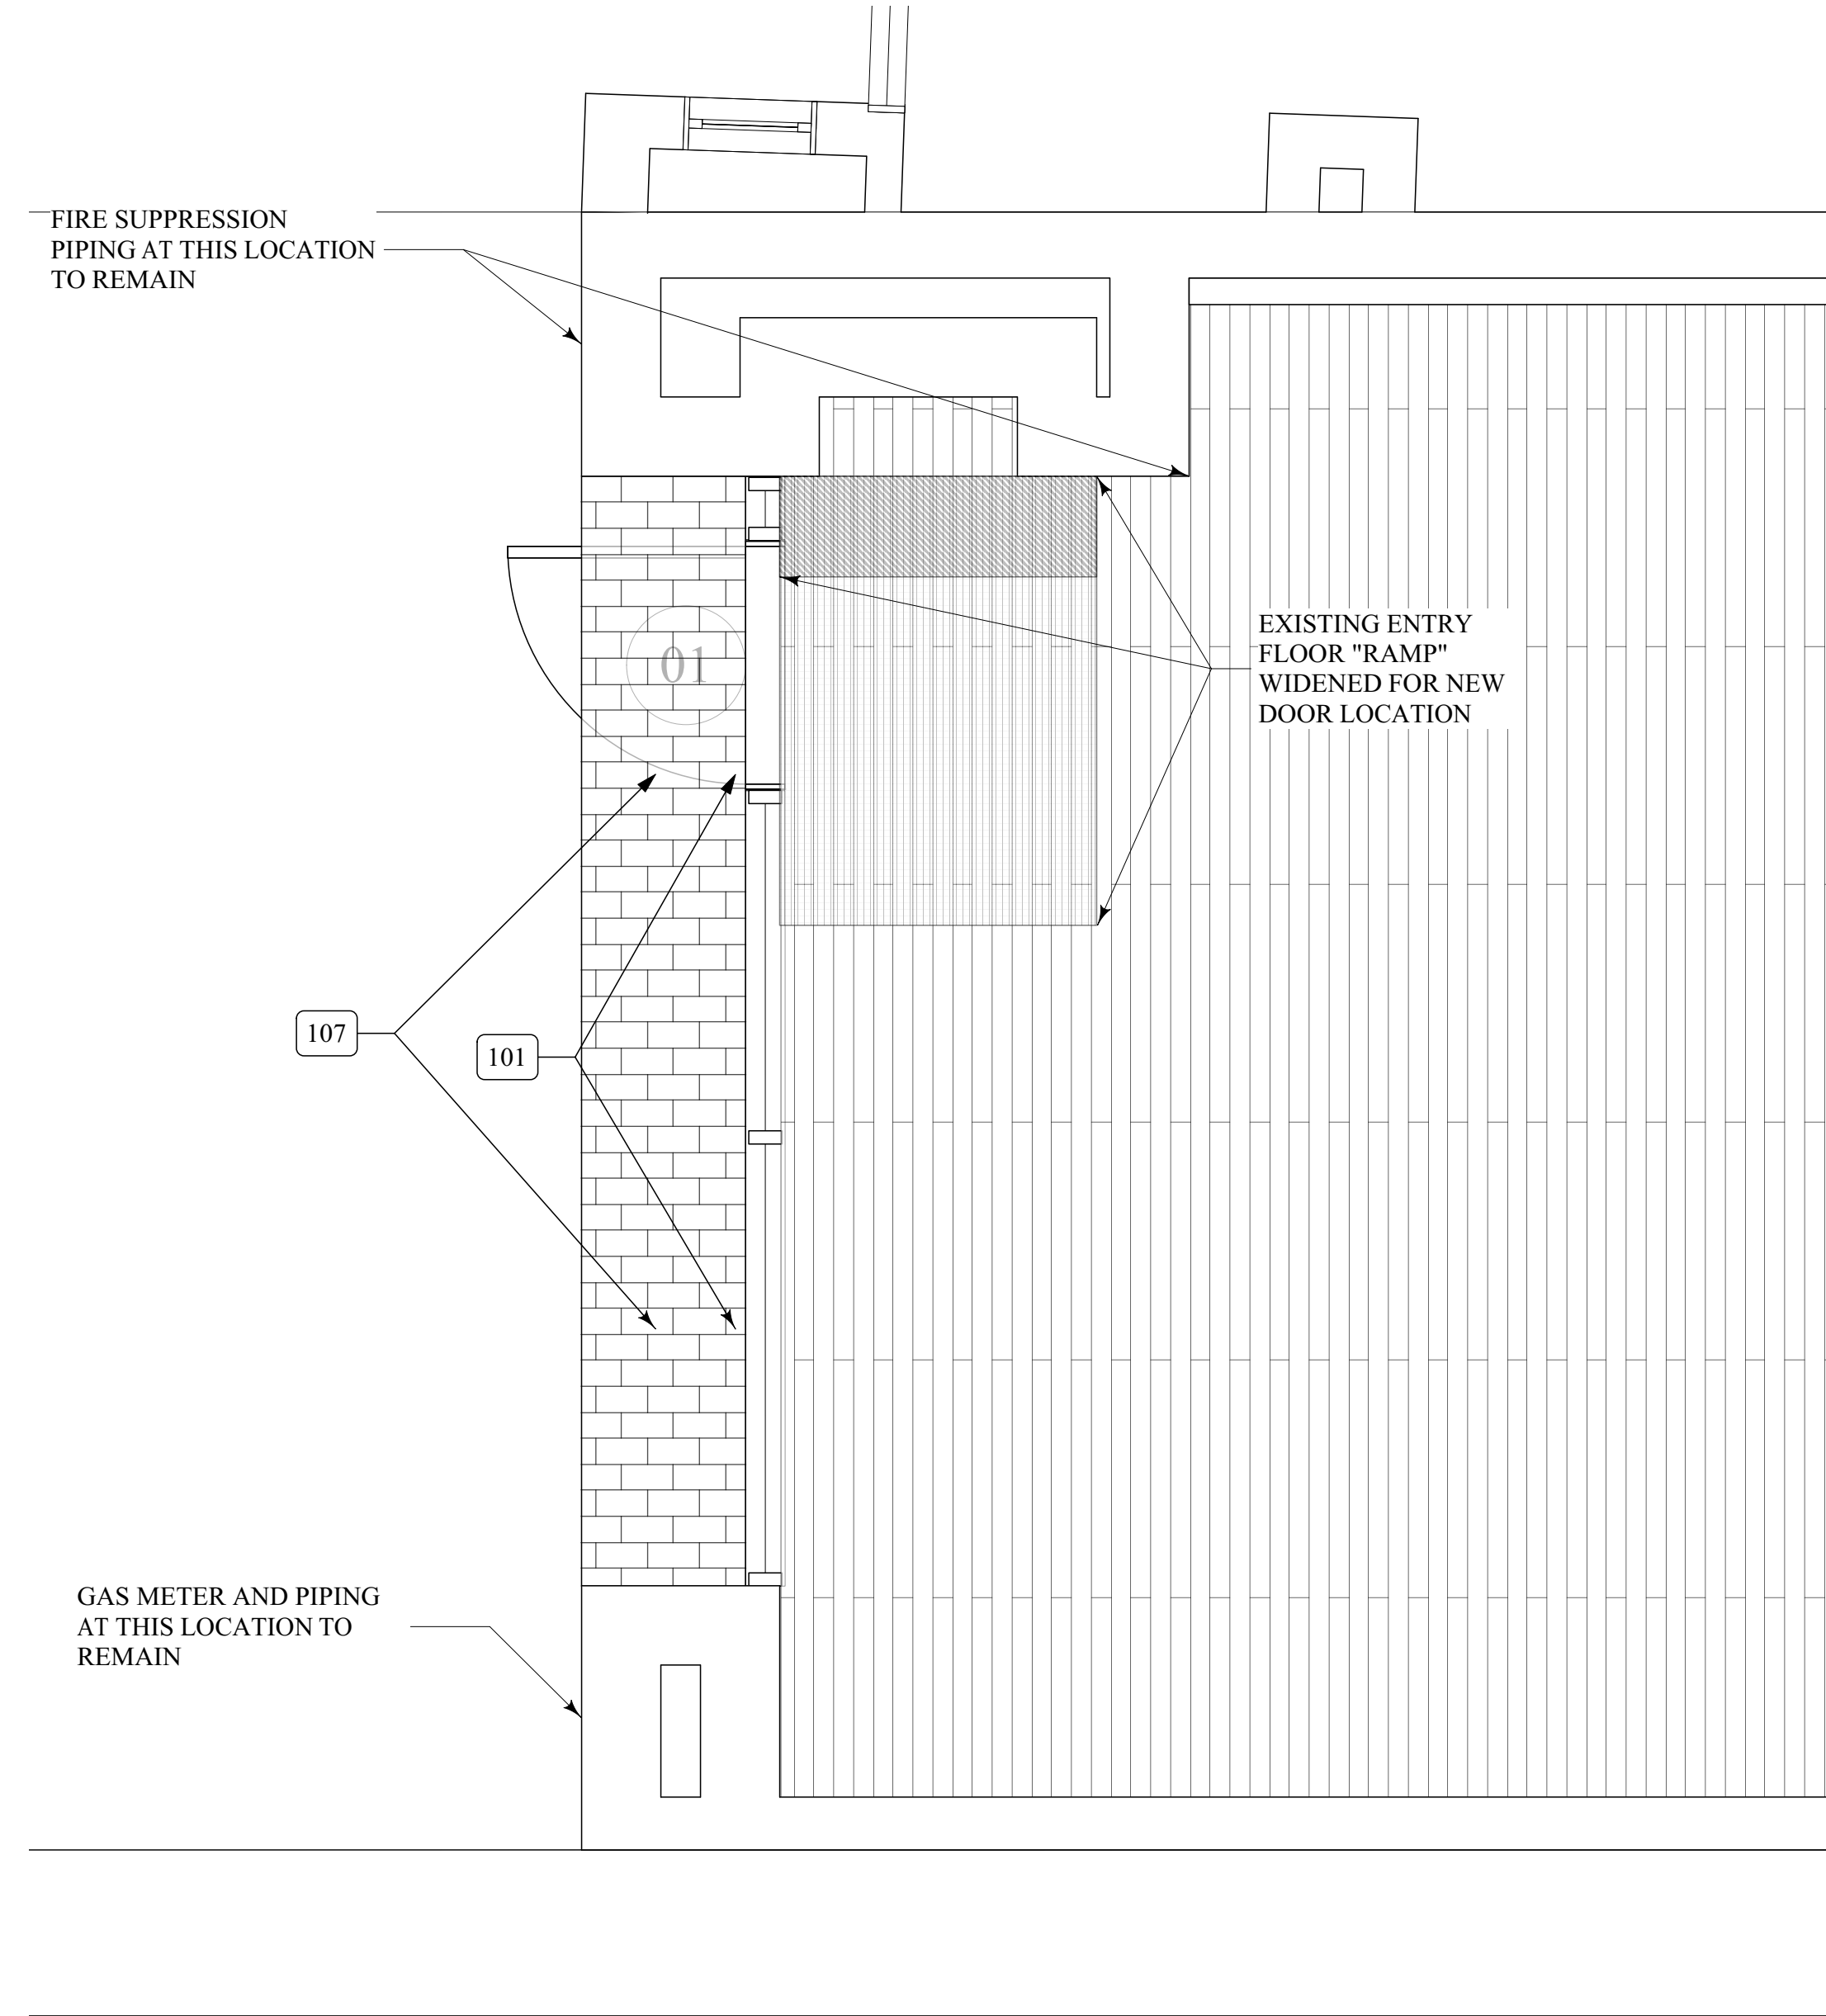 FIRE SUPPRESSION
PIPING AT THIS LOCATION
TO REMAIN
01
EXISTING ENTRY
FLOOR "RAMP"
WIDENED FOR NEW
DOOR LOCATION
107
101
GAS METER AND PIPING
AT THIS LOCATION TO
REMAIN